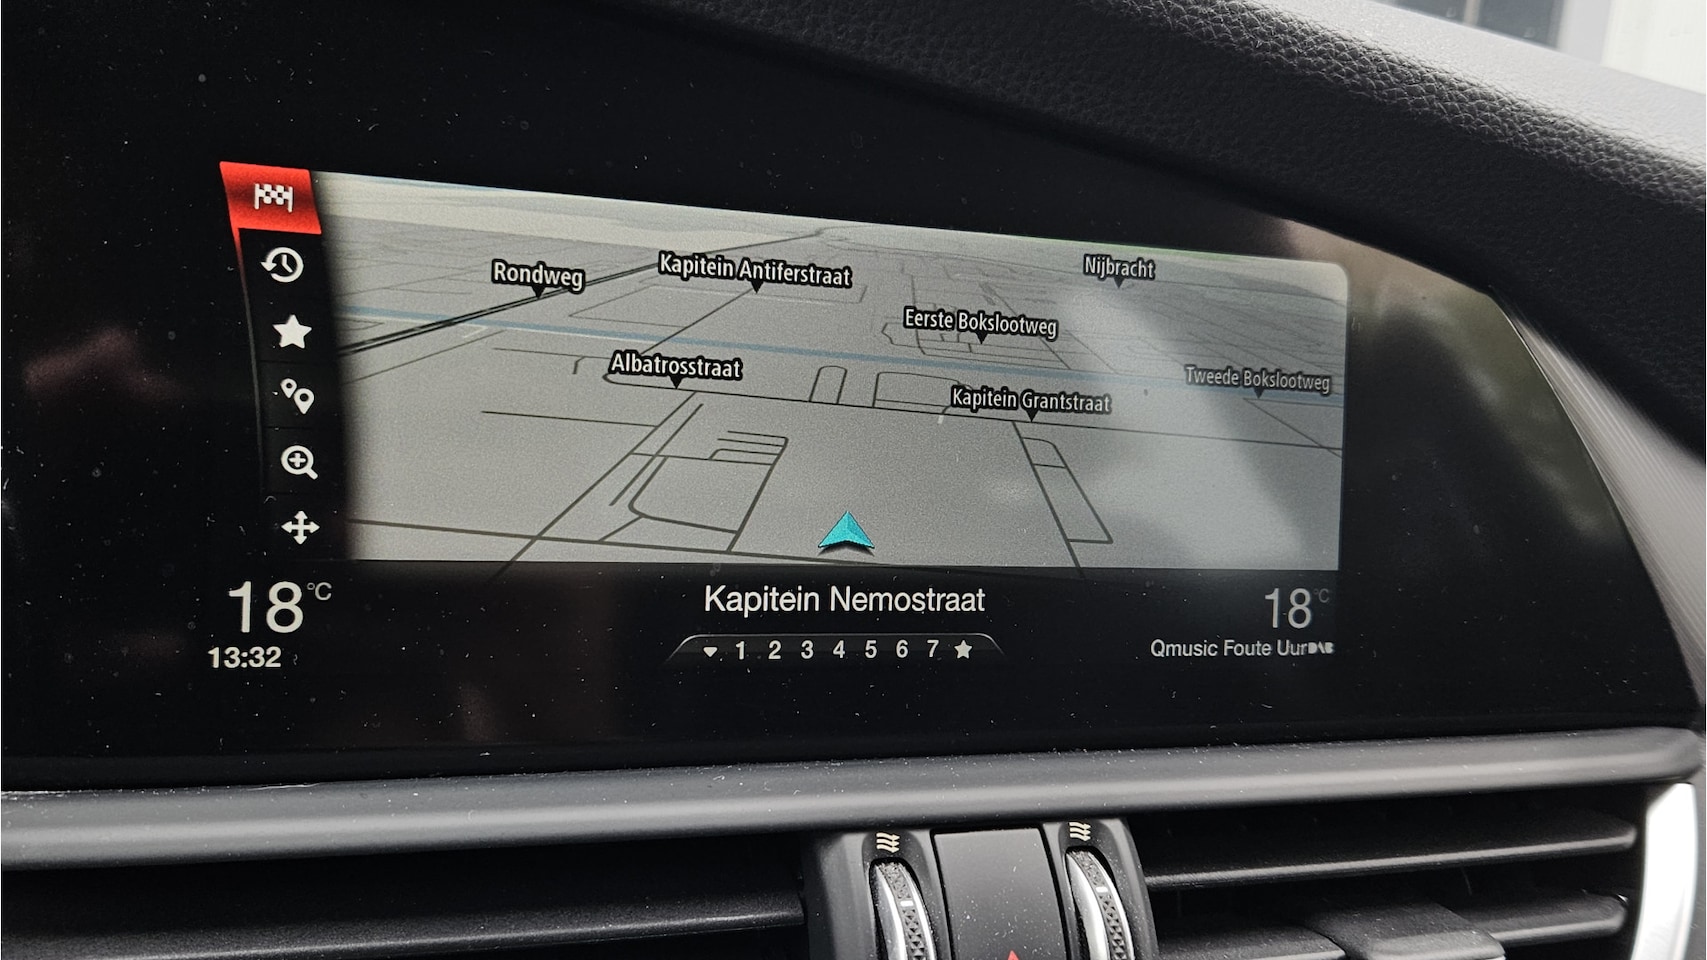 Rondweg
Kapitein Antiferstraat
Nijbracht
Eerste Bokslootweg
Albatrosstraat
Tweede Bokslootweg
Kapitein Grantstraat
18°C
Kapitein Nemostraat
18°C
13:32
1 2 3 4 5 6 7
Qmusic Foute Uur DAB